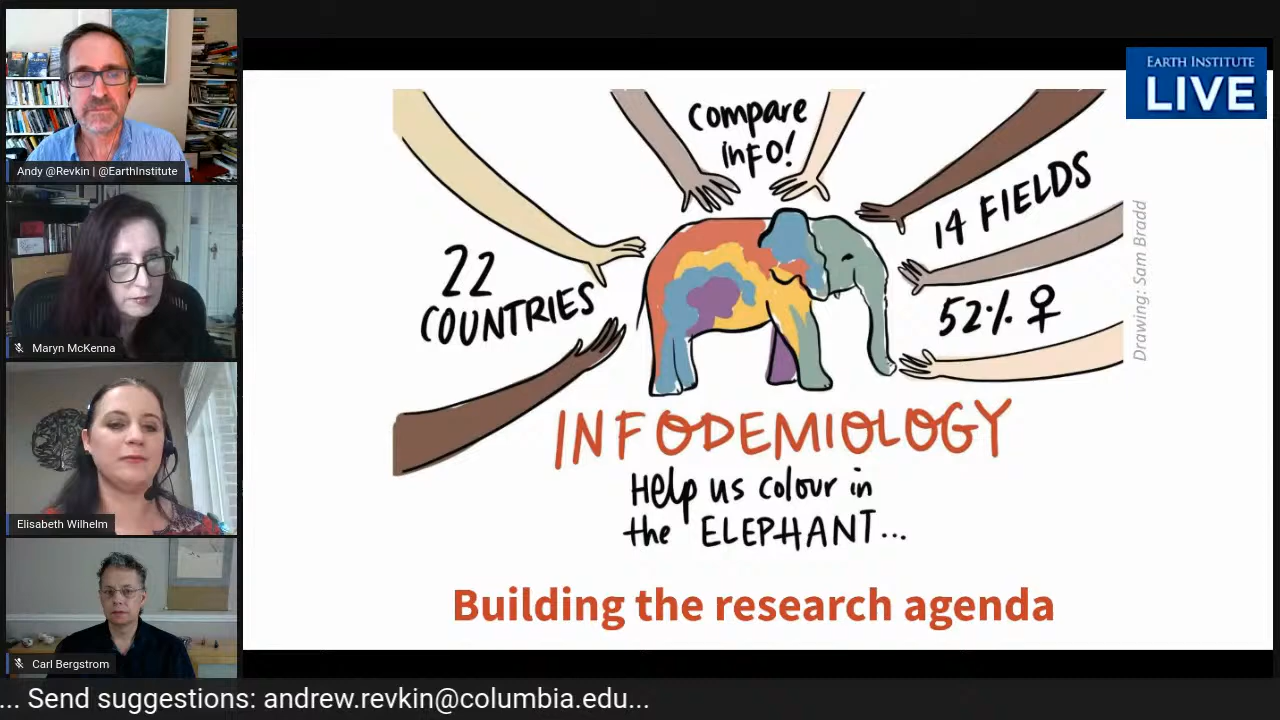 Andy @Revkin | @EarthInstitute
Maryn McKenna
Elisabeth Wilhelm
Carl Bergstrom
EARTH INSTITUTE
LIVE
compare
inFO!
22
COUNTRIES
14 FIELDS
52% ♀
Drawing: Sam Bradd
INFODEMIOLOGY
Help us colour in
the ELEPHANT...
Building the research agenda
... Send suggestions: andrew.revkin@columbia.edu...